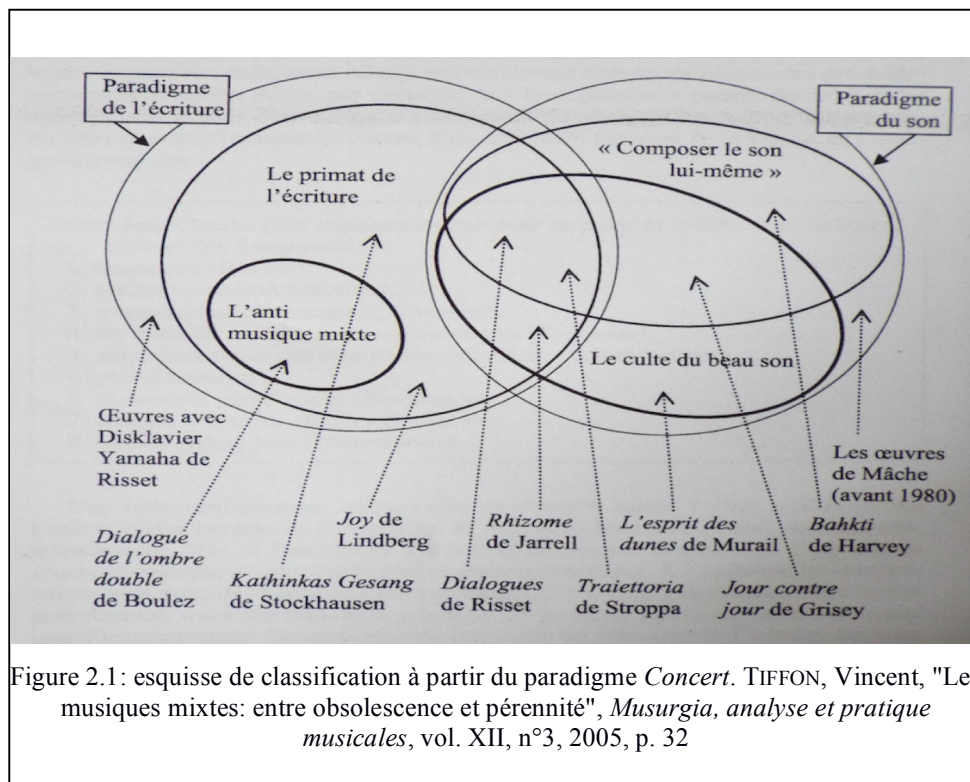 Paradigme
de l'écriture
Paradigme
du son
« Composer le son
lui-même »
Le primat de
l'écriture
L'anti
musique mixte
Le culte du beau son
Œuvres avec
Disklavier
Yamaha de
Risset
Les œuvres
de Mâche
(avant 1980)
Dialogue
de l'ombre
double
de Boulez
Kathinkas Gesang
de Stockhausen
Joy de
Lindberg
Dialogues
de Risset
Rhizome
de Jarrell
Traiettoria
de Stroppa
L'esprit des
dunes de Murail
Jour contre
jour de Grisey
Bahkti
de Harvey
Figure 2.1: esquisse de classification à partir du paradigme Concert. TIFFON, Vincent, "Le
musiques mixtes: entre obsolescence et pérennité", Musurgia, analyse et pratique
musicales, vol. XII, n°3, 2005, p. 32